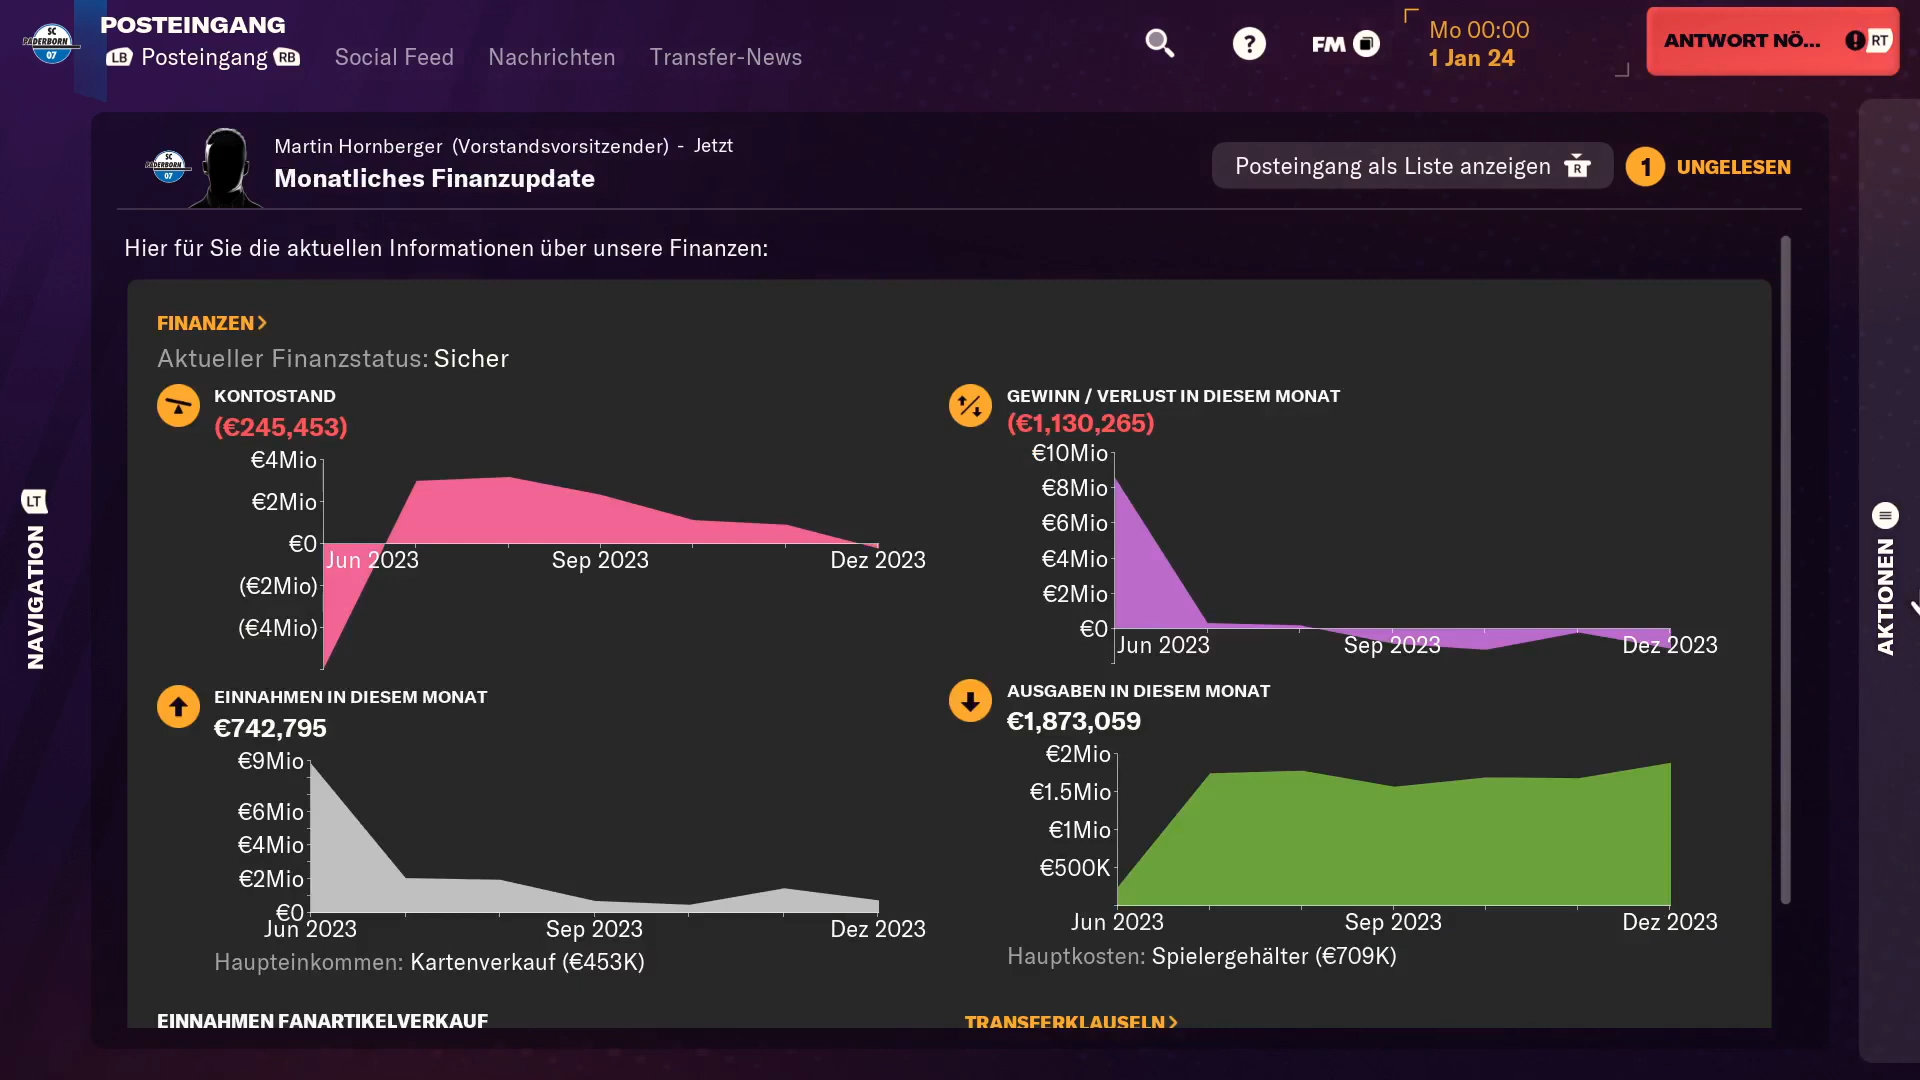 POSTEINGANG
LB Posteingang RB Social Feed Nachrichten Transfer-News
SC PADERBORN 07
? FM
Mo 00:00
1 Jan 24
ANTWORT NÖ... RT
SC PADERBORN 07
Martin Hornberger (Vorstandsvorsitzender) - Jetzt
Monatliches Finanzupdate
Posteingang als Liste anzeigen R
1 UNGELESEN
Hier für Sie die aktuellen Informationen über unsere Finanzen:
FINANZEN
Aktueller Finanzstatus: Sicher
KONTOSTAND
(€245,453)
€4Mio
€2Mio
€0
(€2Mio)
(€4Mio)
Jun 2023 Sep 2023 Dez 2023
GEWINN / VERLUST IN DIESEM MONAT
(€1,130,265)
€10Mio
€8Mio
€6Mio
€4Mio
€2Mio
€0
Jun 2023 Sep 2023 Dez 2023
EINNAHMEN IN DIESEM MONAT
€742,795
€9Mio
€6Mio
€4Mio
€2Mio
€0
Jun 2023 Sep 2023 Dez 2023
Haupteinkommen: Kartenverkauf (€453K)
AUSGABEN IN DIESEM MONAT
€1,873,059
€2Mio
€1.5Mio
€1Mio
€500K
Jun 2023 Sep 2023 Dez 2023
Hauptkosten: Spielergehälter (€709K)
EINNAHMEN FANARTIKELVERKAUF
TRANSFERKLAUSELN
NAVIGATION LT
AKTIONEN